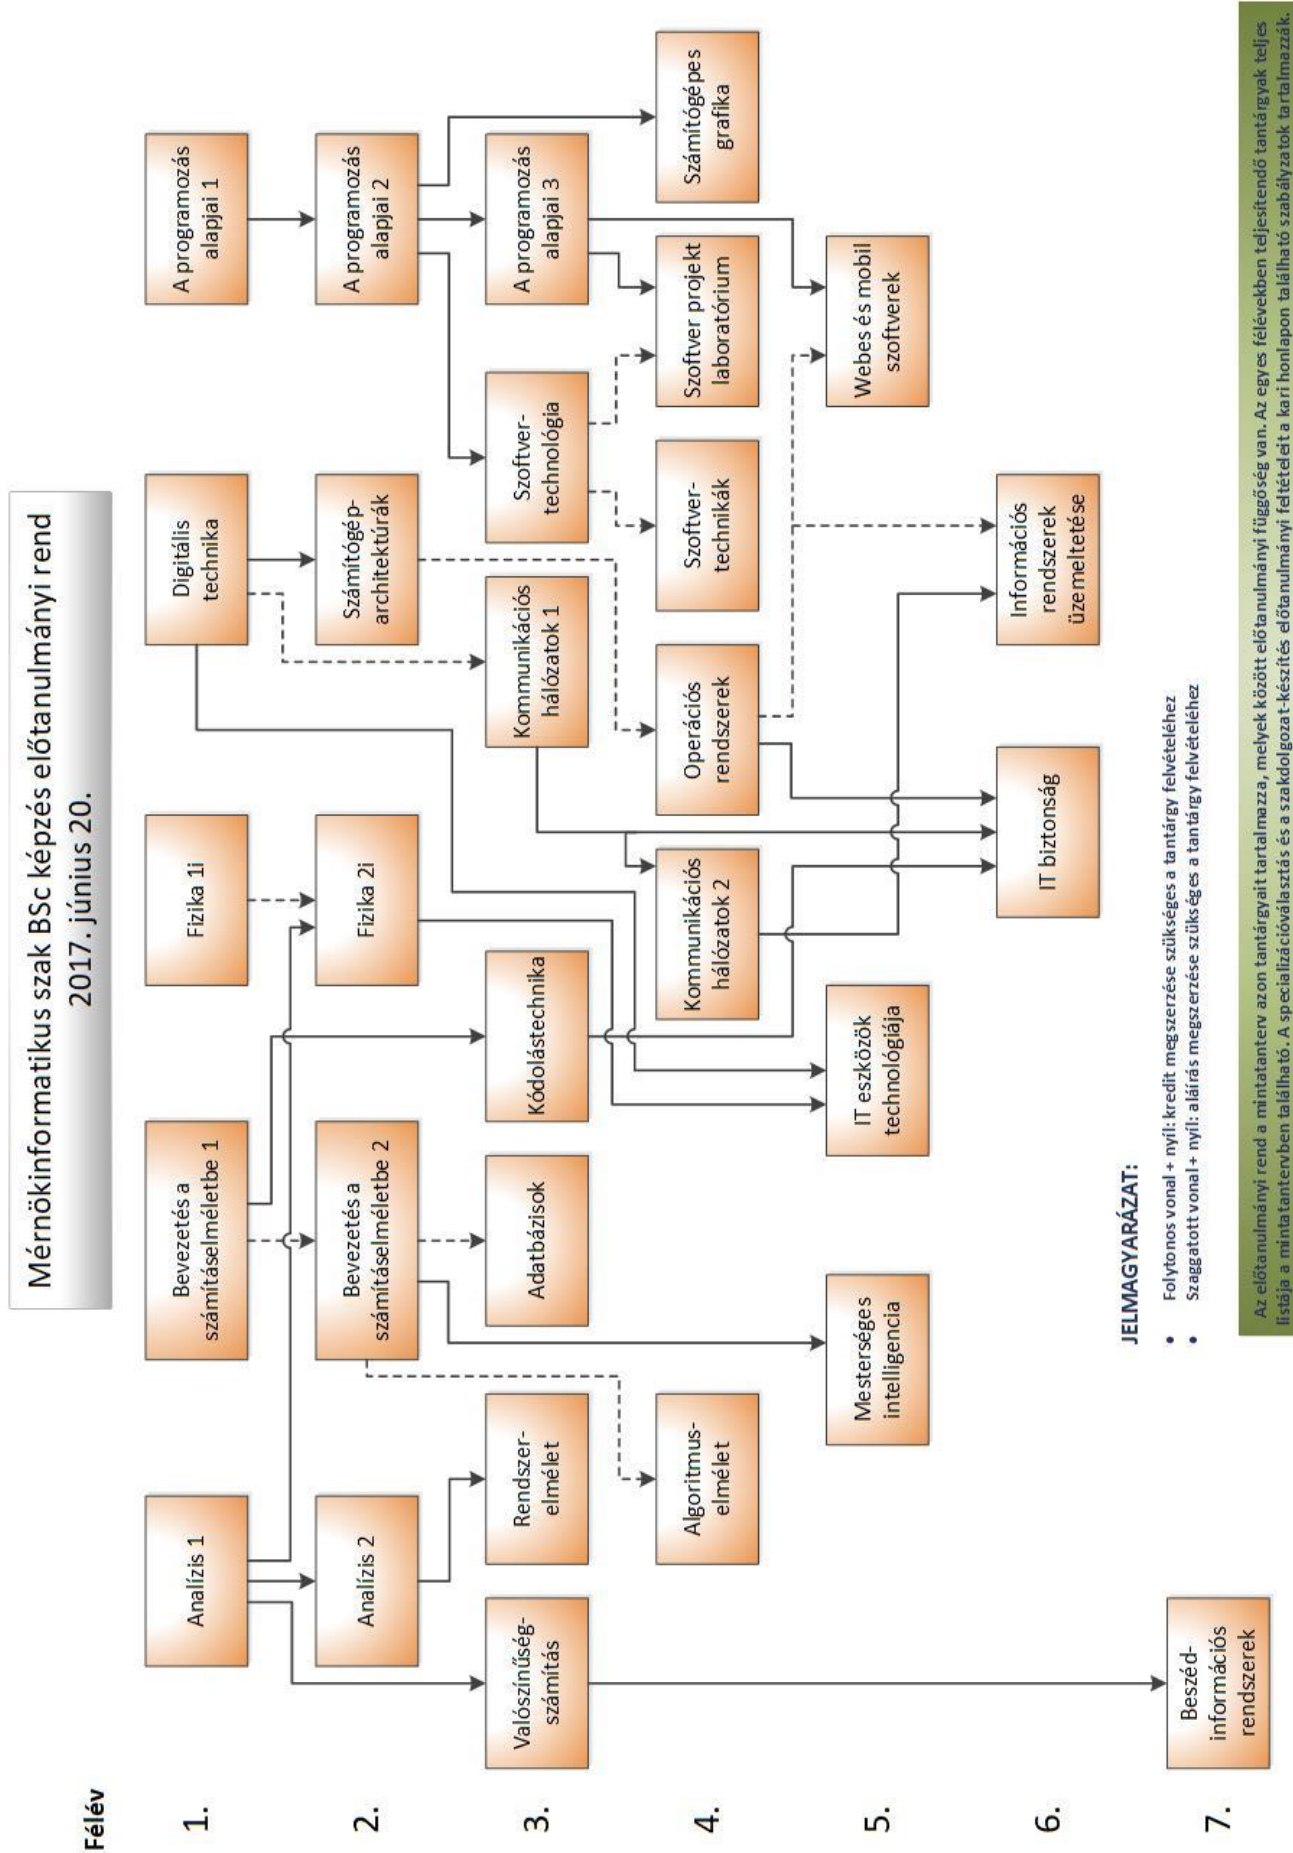 Mérnökinformatikus szak BSc képzés előtanulmányi rend
2017. június 20.
Félév
1.
Analízis 1
Bevezetés a
számításelméletbe 1
Fizika 1i
Digitális
technika
A programozás
alapjai 1
2.
Analízis 2
Bevezetés a
számításelméletbe 2
Fizika 2i
Számítógép-
architektúrák
A programozás
alapjai 2
3.
Valószínűség-
számítás
Rendszer-
elmélet
Adatbázisok
Kódolástechnika
Kommunikációs
hálózatok 1
Szoftver-
technológia
A programozás
alapjai 3
4.
Algoritmus-
elmélet
Kommunikációs
hálózatok 2
Operációs
rendszerek
Szoftver-
technikák
Szoftver projekt
laboratórium
Számítógépes
grafika
5.
Mesterséges
intelligencia
IT eszközök
technológiája
Webes és mobil
szoftverek
6.
IT biztonság
Információs
rendszerek
üzemeltetése
7.
Beszéd-
információs
rendszerek
JELMAGYARÁZAT:
• Folytonos vonal + nyíl: kredit megszerzése szükséges a tantárgy felvételéhez
• Szaggatott vonal + nyíl: aláírás megszerzése szükséges a tantárgy felvételéhez
Az előtanulmányi rend a mintatanterv azon tantárgyait tartalmazza, melyek között előtanulmányi függőség van. Az egyes félévekben teljesítendő tantárgyak teljes
listája a mintatantervben található. A specializációválasztás és a szakdolgozat-készítés előtanulmányi feltételeit a kari honlapon található szabályzatok tartalmazzák.